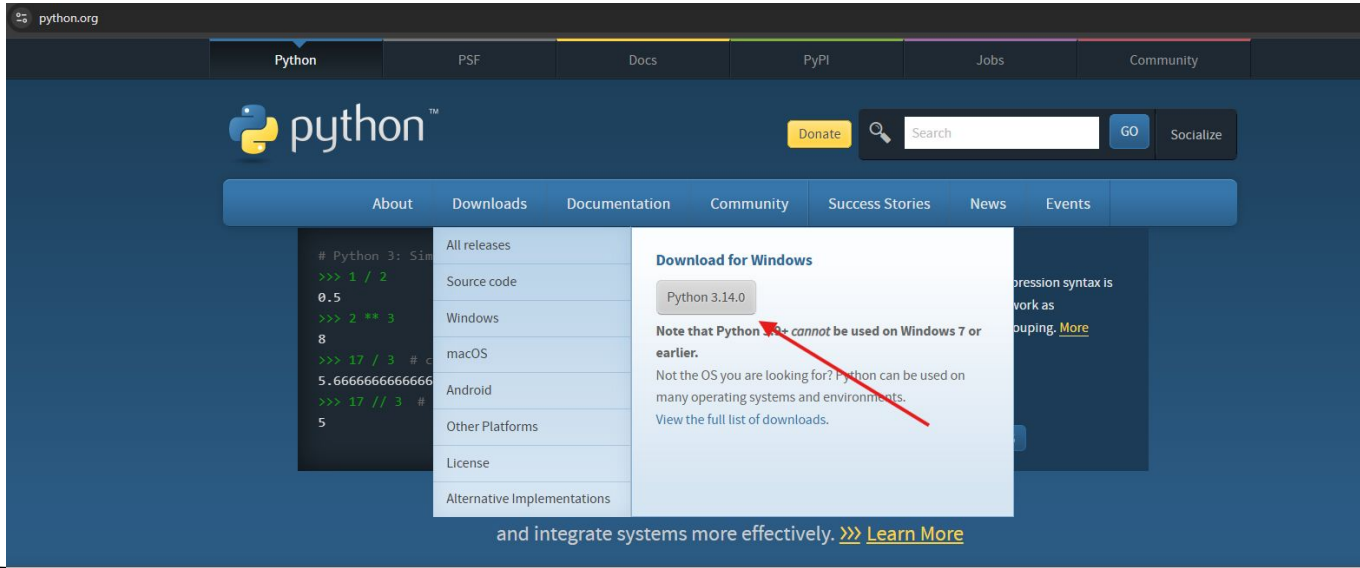 python.org
Python PSF Docs PyPI Jobs Community
python™
Donate Search GO Socialize
About Downloads Documentation Community Success Stories News Events
# Python 3: Sim
>>> 1 / 2
0.5
>>> 2 ** 3
8
>>> 17 / 3 # c
5.666666666666
>>> 17 // 3 #
5
All releases
Source code
Windows
macOS
Android
Other Platforms
License
Alternative Implementations
Download for Windows
Python 3.14.0
Note that Python 3.9+ cannot be used on Windows 7 or
earlier.
Not the OS you are looking for? Python can be used on
many operating systems and environments.
View the full list of downloads.
pression syntax is
work as
ouping. More
and integrate systems more effectively. >>> Learn More